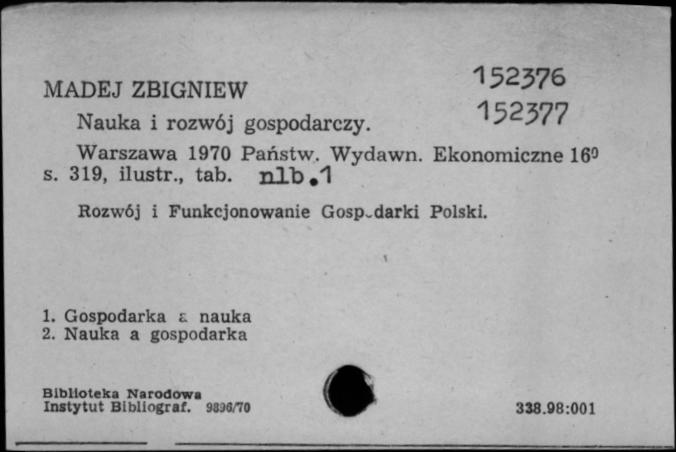 MADEJ ZBIGNIEW 152376
152377
Nauka i rozwój gospodarczy.
Warszawa 1970 Państw. Wydawn. Ekonomiczne 16⁰
s. 319, ilustr., tab. nlb.1
Rozwój i Funkcjonowanie Gosp darki Polski.
1. Gospodarka a nauka
2. Nauka a gospodarka
Biblioteka Narodowa
Instytut Bibliograf. 9896/70 338.98:001